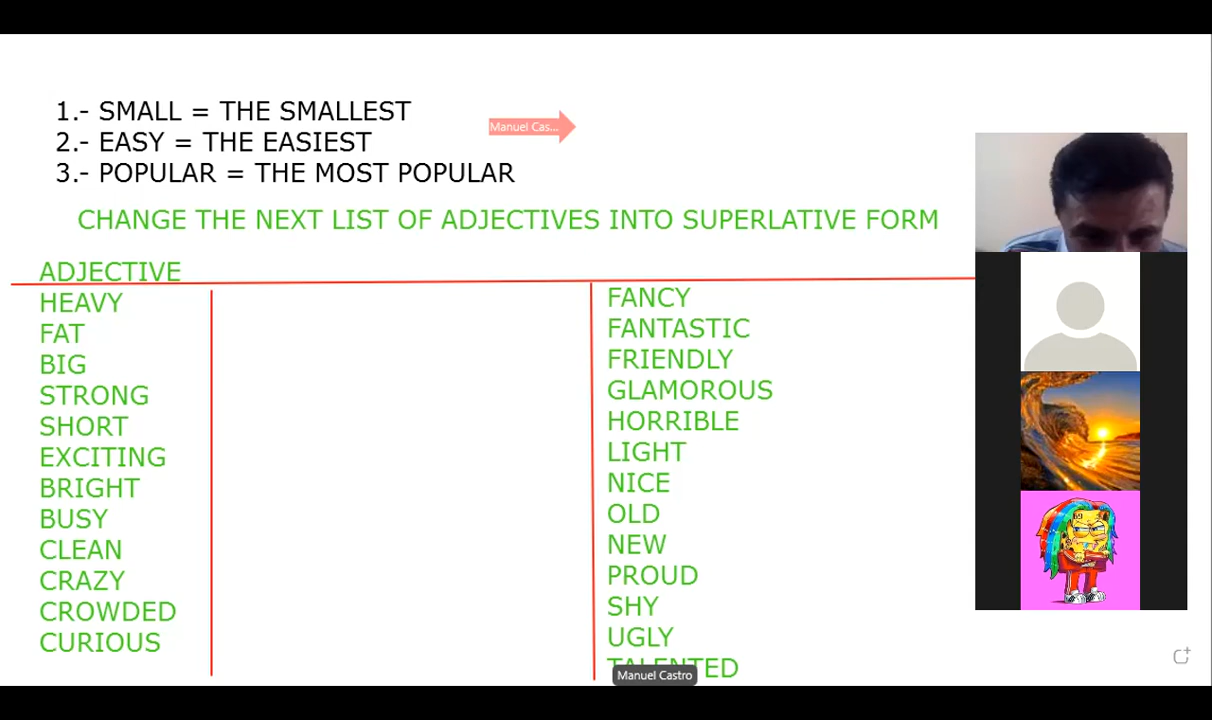 1.- SMALL = THE SMALLEST
Manuel Cas...
2.- EASY = THE EASIEST
3.- POPULAR = THE MOST POPULAR
CHANGE THE NEXT LIST OF ADJECTIVES INTO SUPERLATIVE FORM
ADJECTIVE
HEAVY
FAT
BIG
STRONG
SHORT
EXCITING
BRIGHT
BUSY
CLEAN
CRAZY
CROWDED
CURIOUS
FANCY
FANTASTIC
FRIENDLY
GLAMOROUS
HORRIBLE
LIGHT
NICE
OLD
NEW
PROUD
SHY
UGLY
TALENTED
Manuel Castro
69